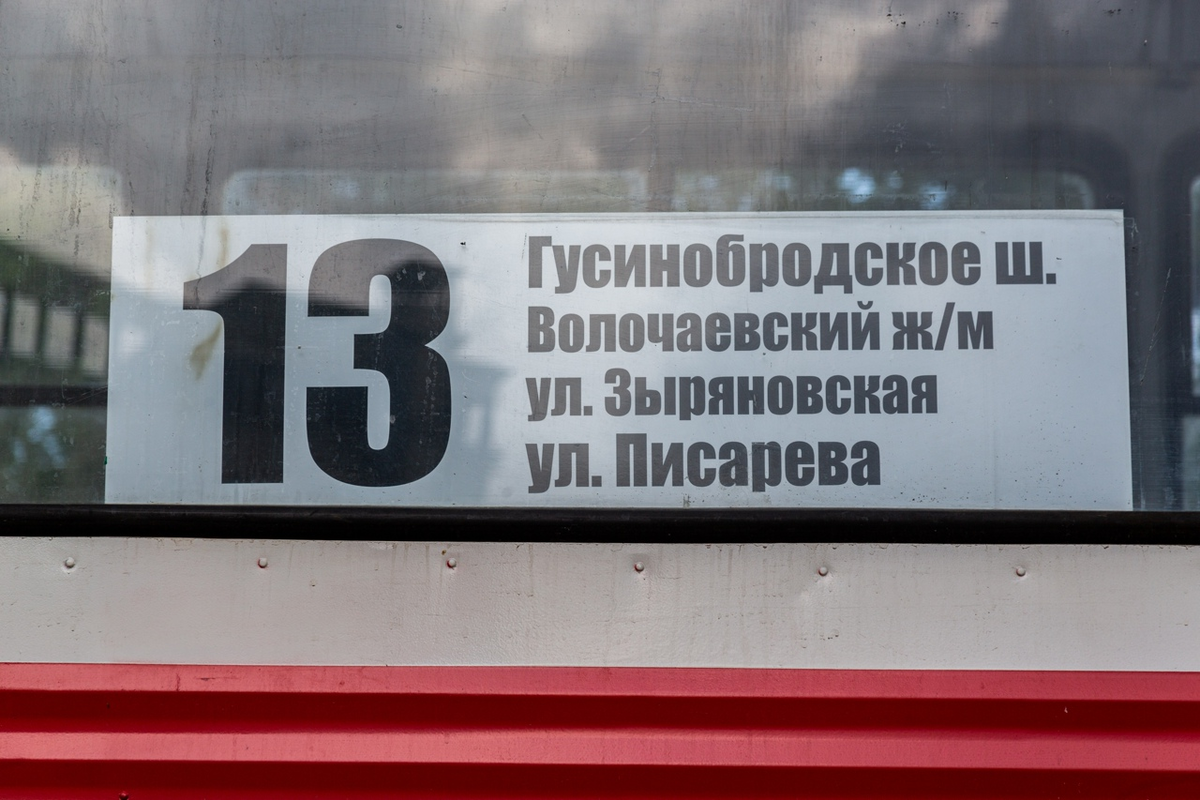 13
Гусинобродское ш.
Волочаевский ж/м
ул. Зыряновская
ул. Писарева